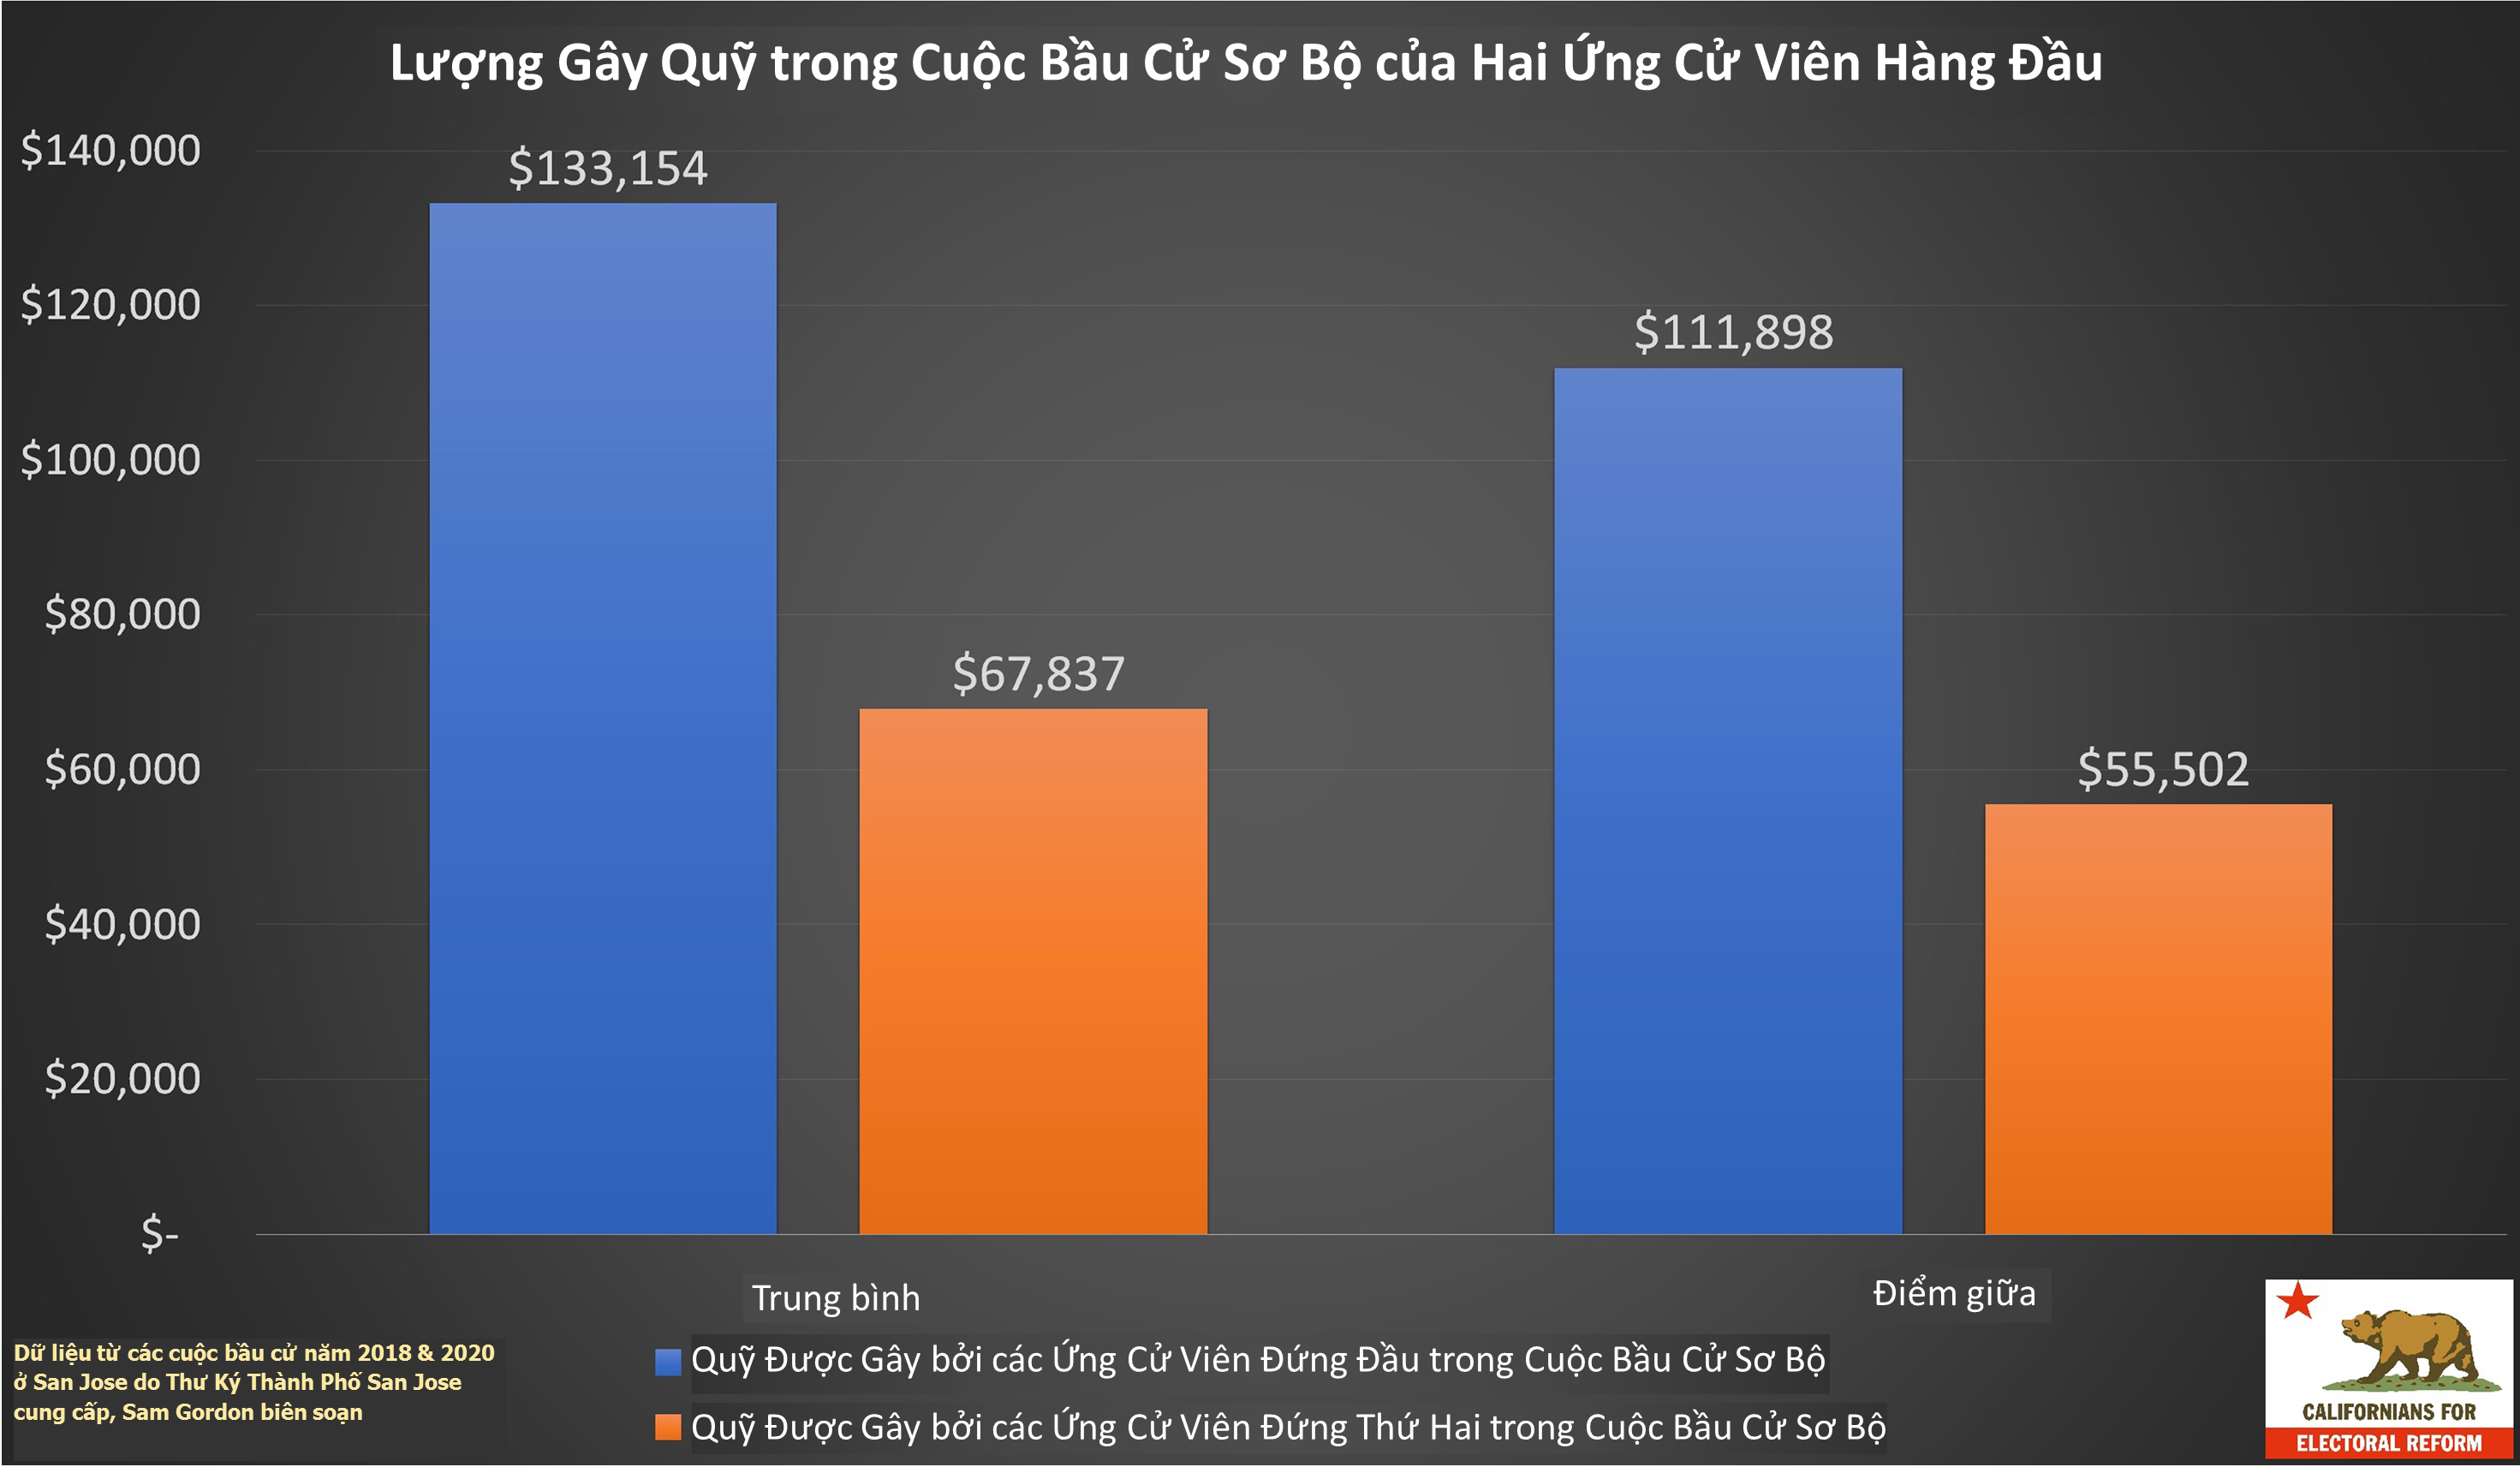 Lượng Gây Quỹ trong Cuộc Bầu Cử Sơ Bộ của Hai Ứng Cử Viên Hàng Đầu
$140,000
$120,000
$100,000
$80,000
$60,000
$40,000
$20,000
$-
$133,154
$67,837
$111,898
$55,502
Trung bình
Điểm giữa
Quỹ Được Gây bởi các Ứng Cử Viên Đứng Đầu trong Cuộc Bầu Cử Sơ Bộ
Quỹ Được Gây bởi các Ứng Cử Viên Đứng Thứ Hai trong Cuộc Bầu Cử Sơ Bộ
Dữ liệu từ các cuộc bầu cử năm 2018 & 2020
ở San Jose do Thư Ký Thành Phố San Jose
cung cấp, Sam Gordon biên soạn
CALIFORNIANS FOR
ELECTORAL REFORM